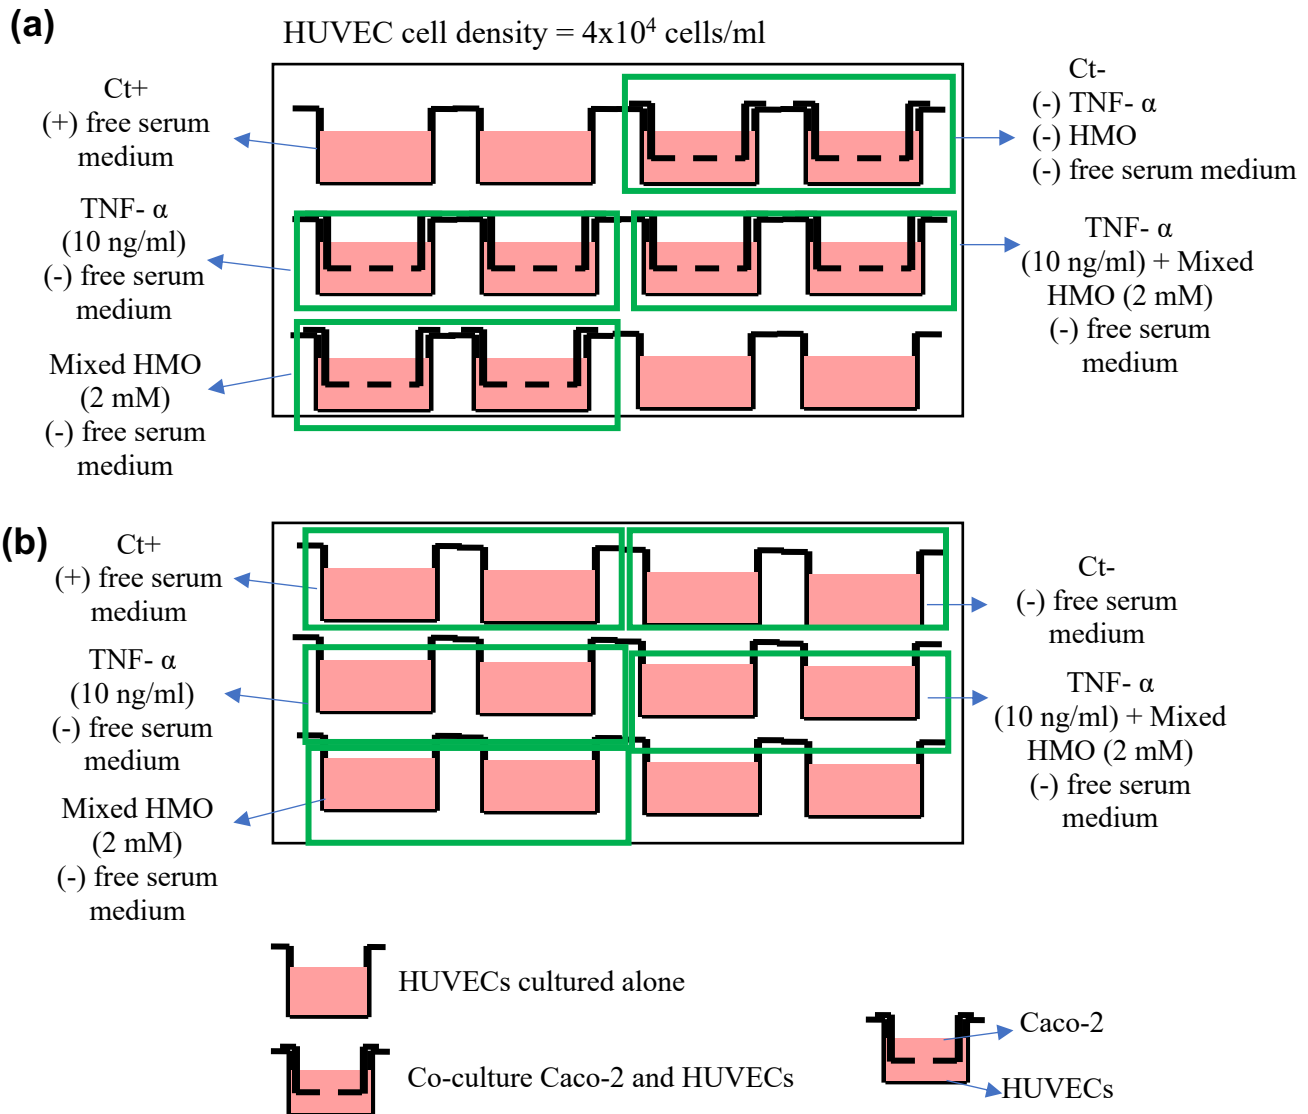 (a)
HUVEC cell density = 4x10⁴ cells/ml
Ct+
(+) free serum
medium
Ct-
(-) TNF- α
(-) HMO
(-) free serum medium
TNF- α
(10 ng/ml)
(-) free serum
medium
TNF- α
(10 ng/ml) + Mixed
HMO (2 mM)
(-) free serum
medium
Mixed HMO
(2 mM)
(-) free serum
medium
(b)
Ct+
(+) free serum
medium
Ct-
(-) free serum
medium
TNF- α
(10 ng/ml)
(-) free serum
medium
TNF- α
(10 ng/ml) + Mixed
HMO (2 mM)
(-) free serum
medium
Mixed HMO
(2 mM)
(-) free serum
medium
HUVECs cultured alone
Co-culture Caco-2 and HUVECs
Caco-2
HUVECs